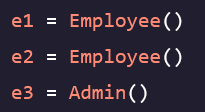 e1 = Employee()
e2 = Employee()
e3 = Admin()